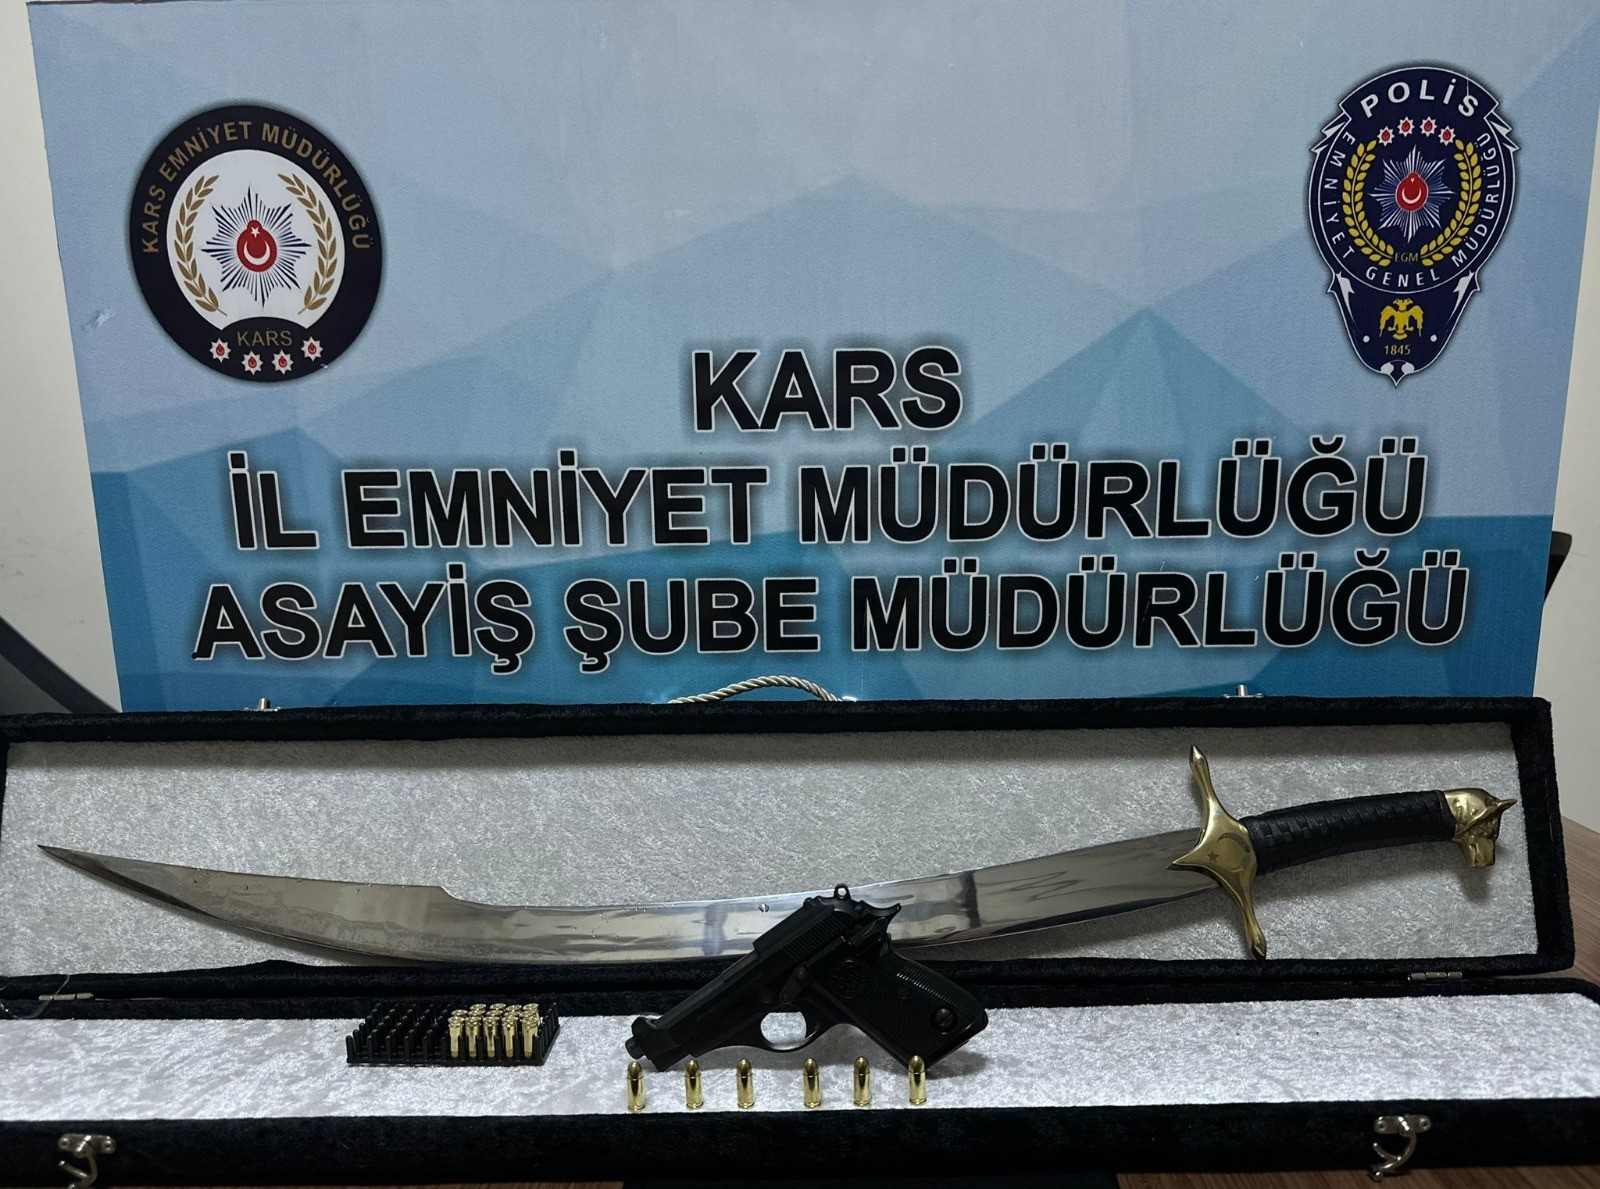 KARS EMNİYET MÜDÜRLÜĞÜ
KARS
POLİS
EMNİYET GENEL MÜDÜRLÜĞÜ
EGM
1845
KARS
İL EMNİYET MÜDÜRLÜĞÜ
ASAYİŞ ŞUBE MÜDÜRLÜĞÜ